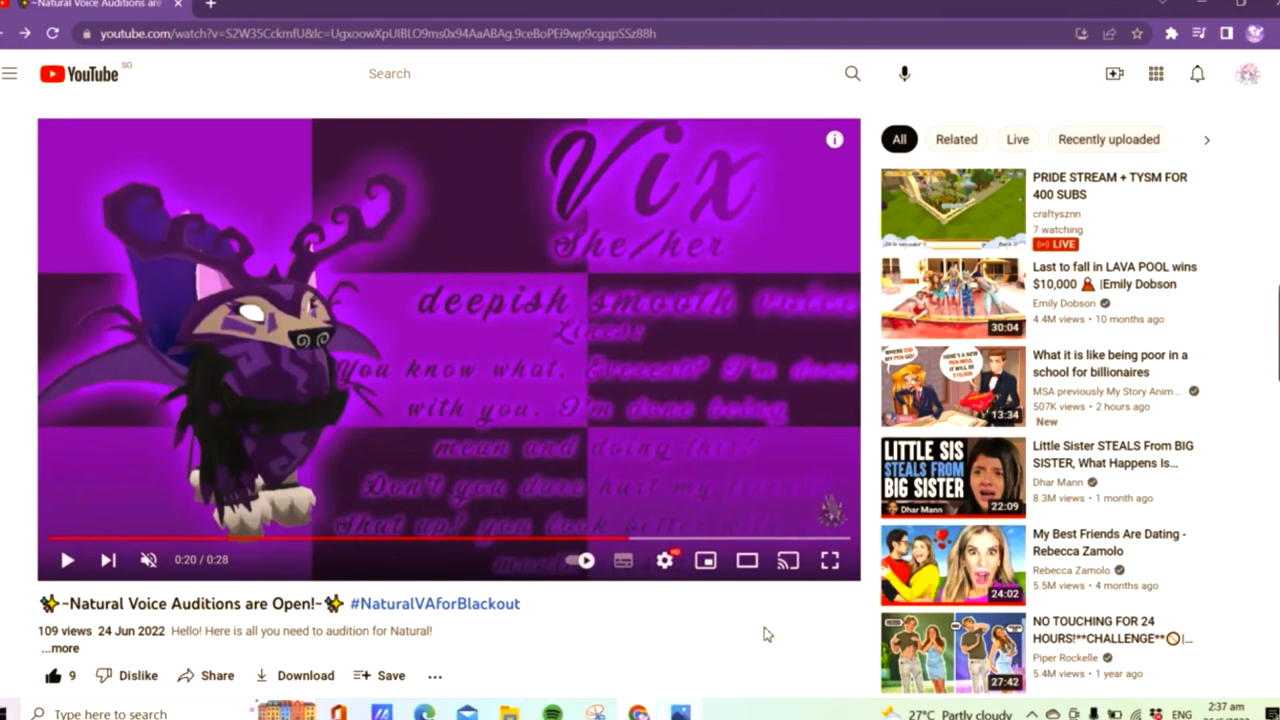 ~Natural Voice Auditions are
youtube.com/watch?v=S2W35CckmfU&lc=UgxoowXpUIBLO9ms0x94AaABAg.9ceBoPEi9wp9cgqpSSz88h
YouTube SG
Search
Vix
She/her
deepish smooth voice
Lines:
You know what, Everest? I'm done
with you. I'm done being
mean and doing this!
Don't you dare hurt my
Shut up! you look better with
0:20 / 0:28
HD
✨~Natural Voice Auditions are Open!~✨ #NaturalVAforBlackout
109 views 24 Jun 2022 Hello! Here is all you need to audition for Natural!
...more
9 Dislike Share Download Save ...
All Related Live Recently uploaded
PRIDE STREAM + TYSM FOR
400 SUBS
craftysznn
7 watching
LIVE
Last to fall in LAVA POOL wins
$10,000 🌋 |Emily Dobson
Emily Dobson
4.4M views • 10 months ago
30:04
What it is like being poor in a
school for billionaires
MSA previously My Story Anim...
507K views • 2 hours ago
New
13:34
Little Sister STEALS From BIG
SISTER, What Happens Is...
Dhar Mann
8.3M views • 1 month ago
LITTLE SIS
STEALS FROM
BIG SISTER
Dhar Mann
22:09
My Best Friends Are Dating -
Rebecca Zamolo
Rebecca Zamolo
5.5M views • 4 months ago
24:02
NO TOUCHING FOR 24
HOURS!**CHALLENGE**🚫|...
Piper Rockelle
5.4M views • 1 year ago
27:42
Type here to search
27°C Partly cloudy
ENG
2:37 am